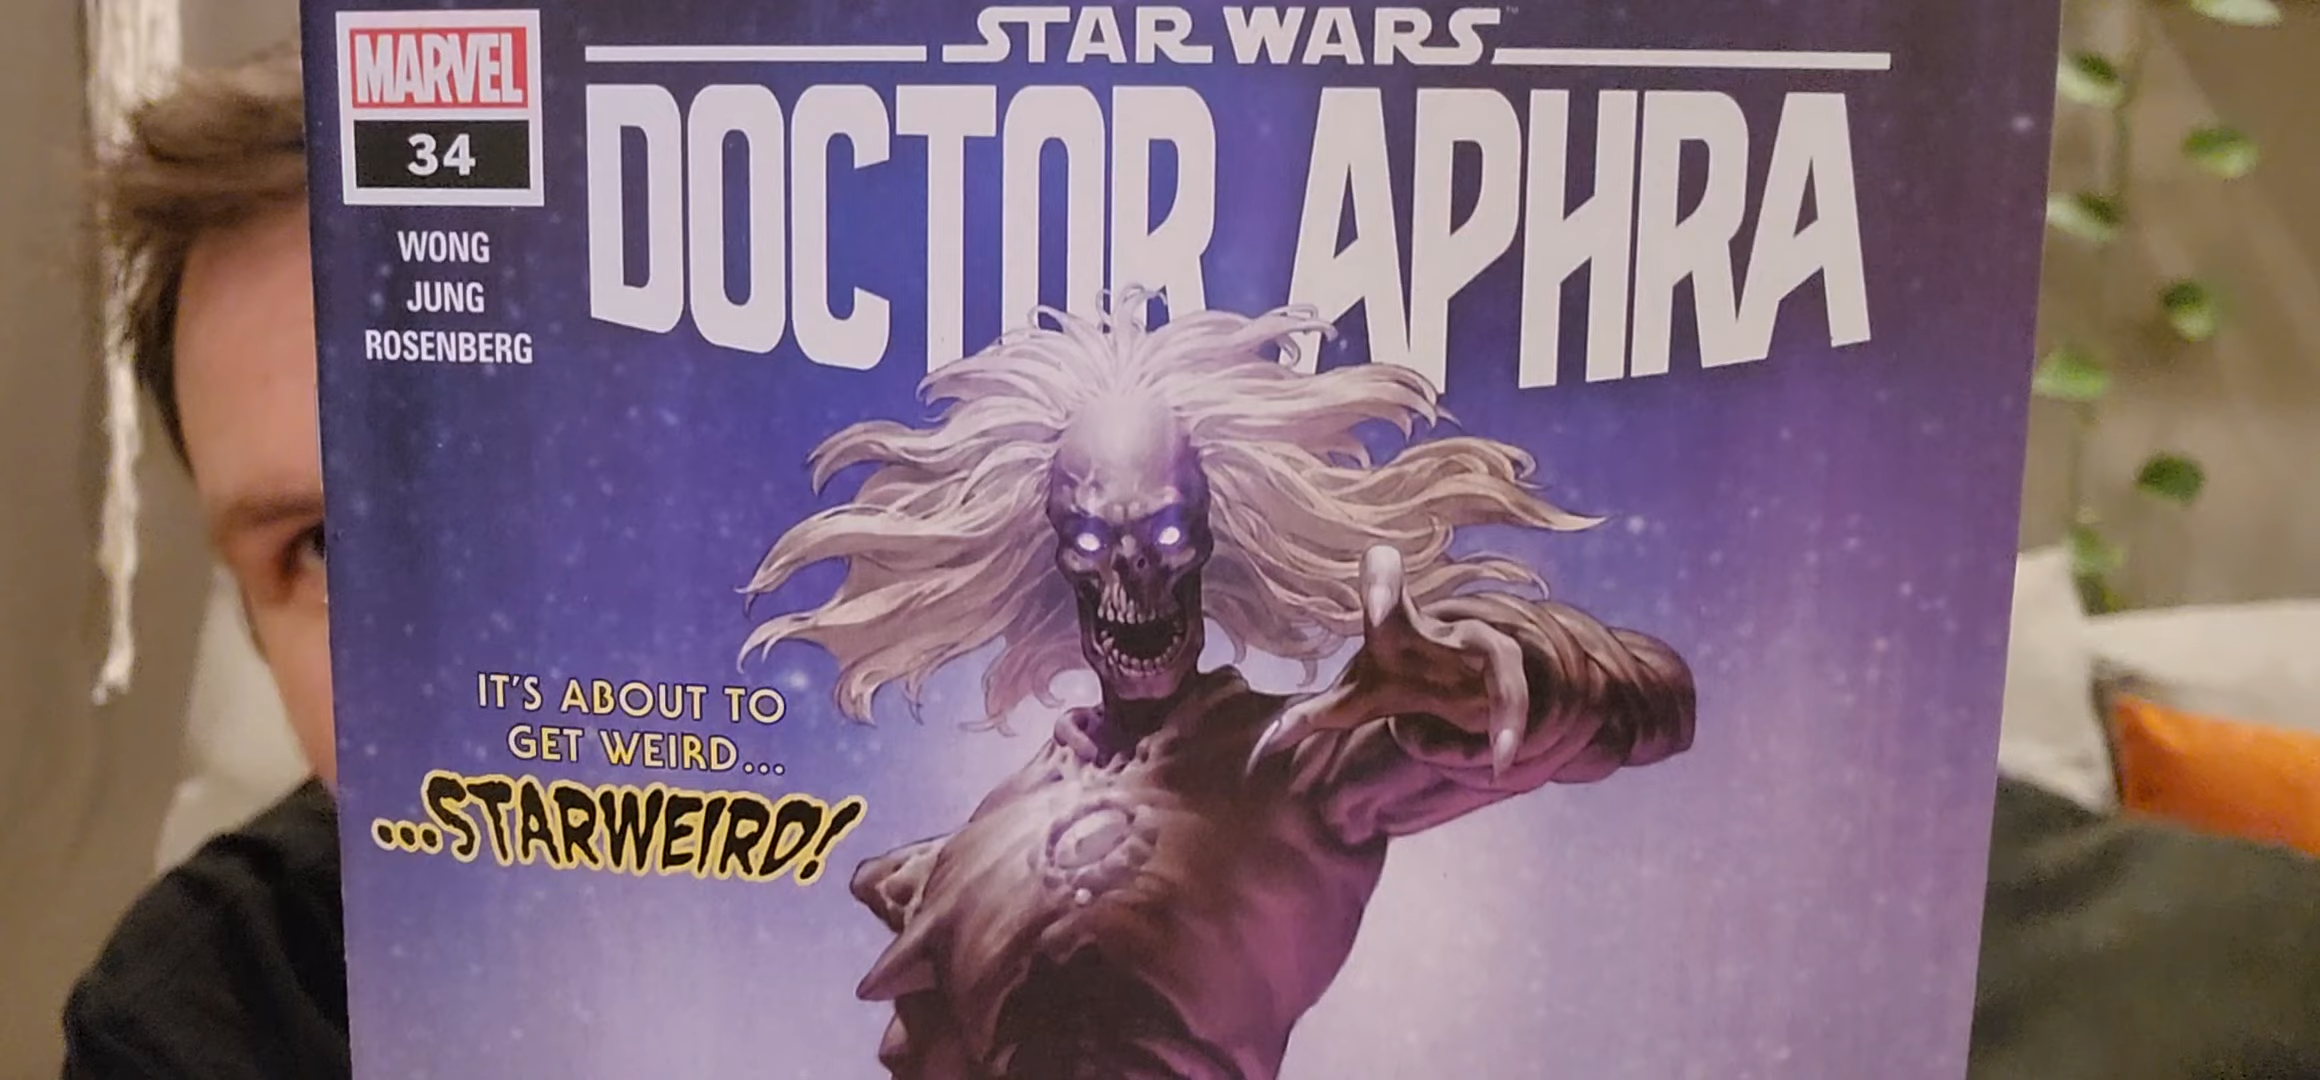 MARVEL
34
WONG
JUNG
ROSENBERG
STAR WARS
DOCTOR APHRA
IT'S ABOUT TO
GET WEIRD...
...STARWEIRD!